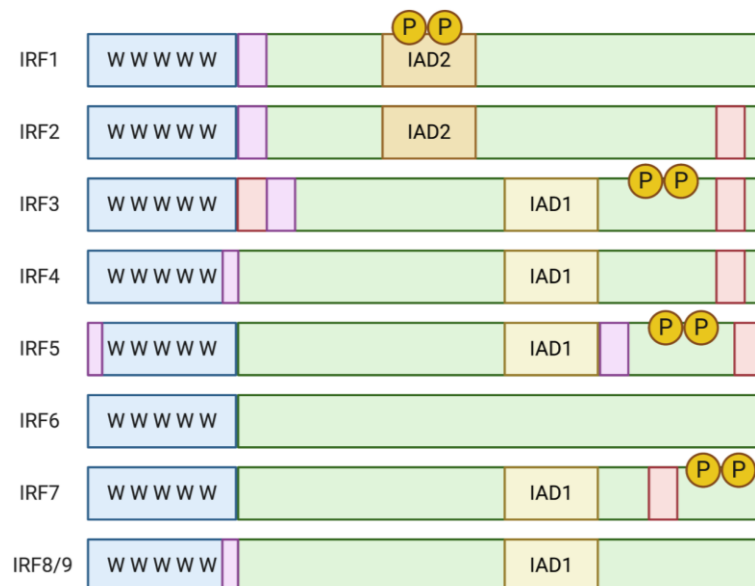 P P
IRF1 W W W W W IAD2
IRF2 W W W W W IAD2
P P
IRF3 W W W W W IAD1
IRF4 W W W W W IAD1
P P
IRF5 W W W W W IAD1
IRF6 W W W W W
P P
IRF7 W W W W W IAD1
IRF8/9 W W W W W IAD1